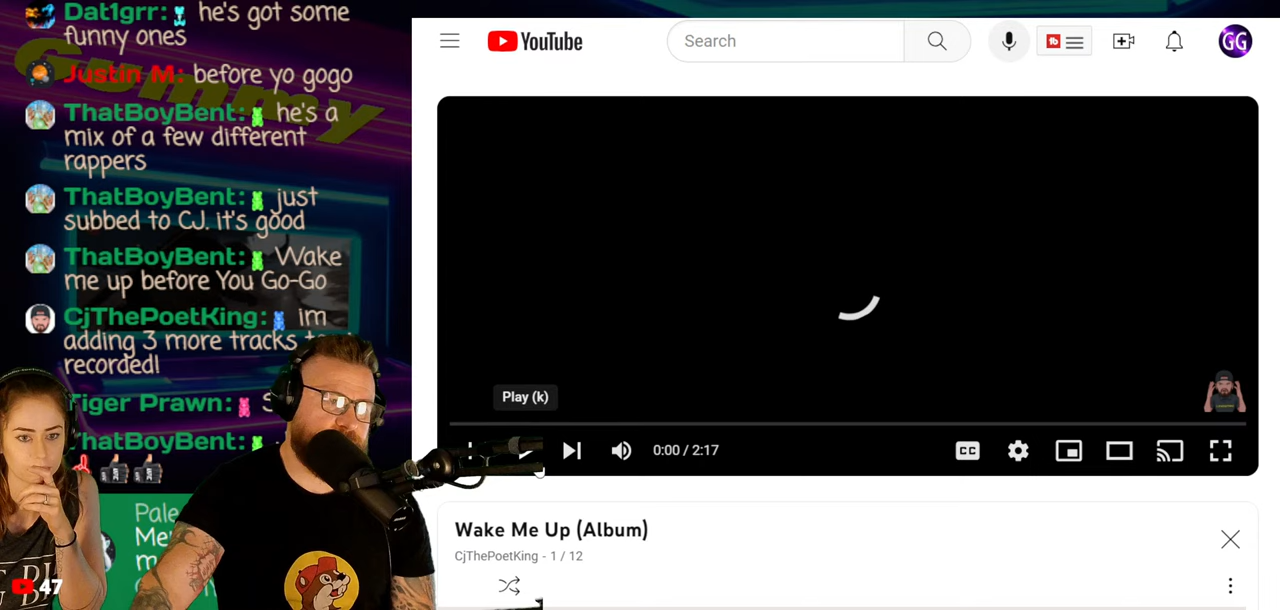 Dat1grr: he's got some
funny ones
Gummy
Justin M: before yo gogo
ThatBoyBent: he's a
mix of a few different
rappers
ThatBoyBent: just
subbed to CJ. it's good
ThatBoyBent: Wake
me up before You Go-Go
CjThePoetKing: im
adding 3 more tracks
recorded!
Tiger Prawn:
ThatBoyBent:
Pale
47
YouTube
Search
GG
Play (k)
0:00 / 2:17
CC
Wake Me Up (Album)
CjThePoetKing - 1 / 12